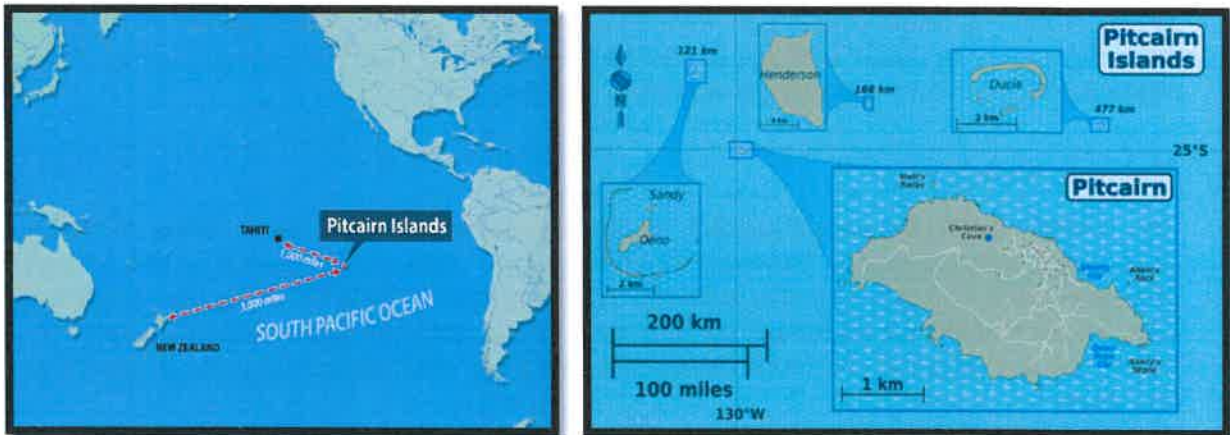 TAHITI
Pitcairn Islands
1,000 miles
3,000 miles
SOUTH PACIFIC OCEAN
NEW ZEALAND
Pitcairn
Islands
121 km
Henderson
168 km
Ducie
477 km
2 km
25°S
Sandy
Oeno
2 km
Pitcairn
Christian's
Cave
1 km
200 km
100 miles
130°W